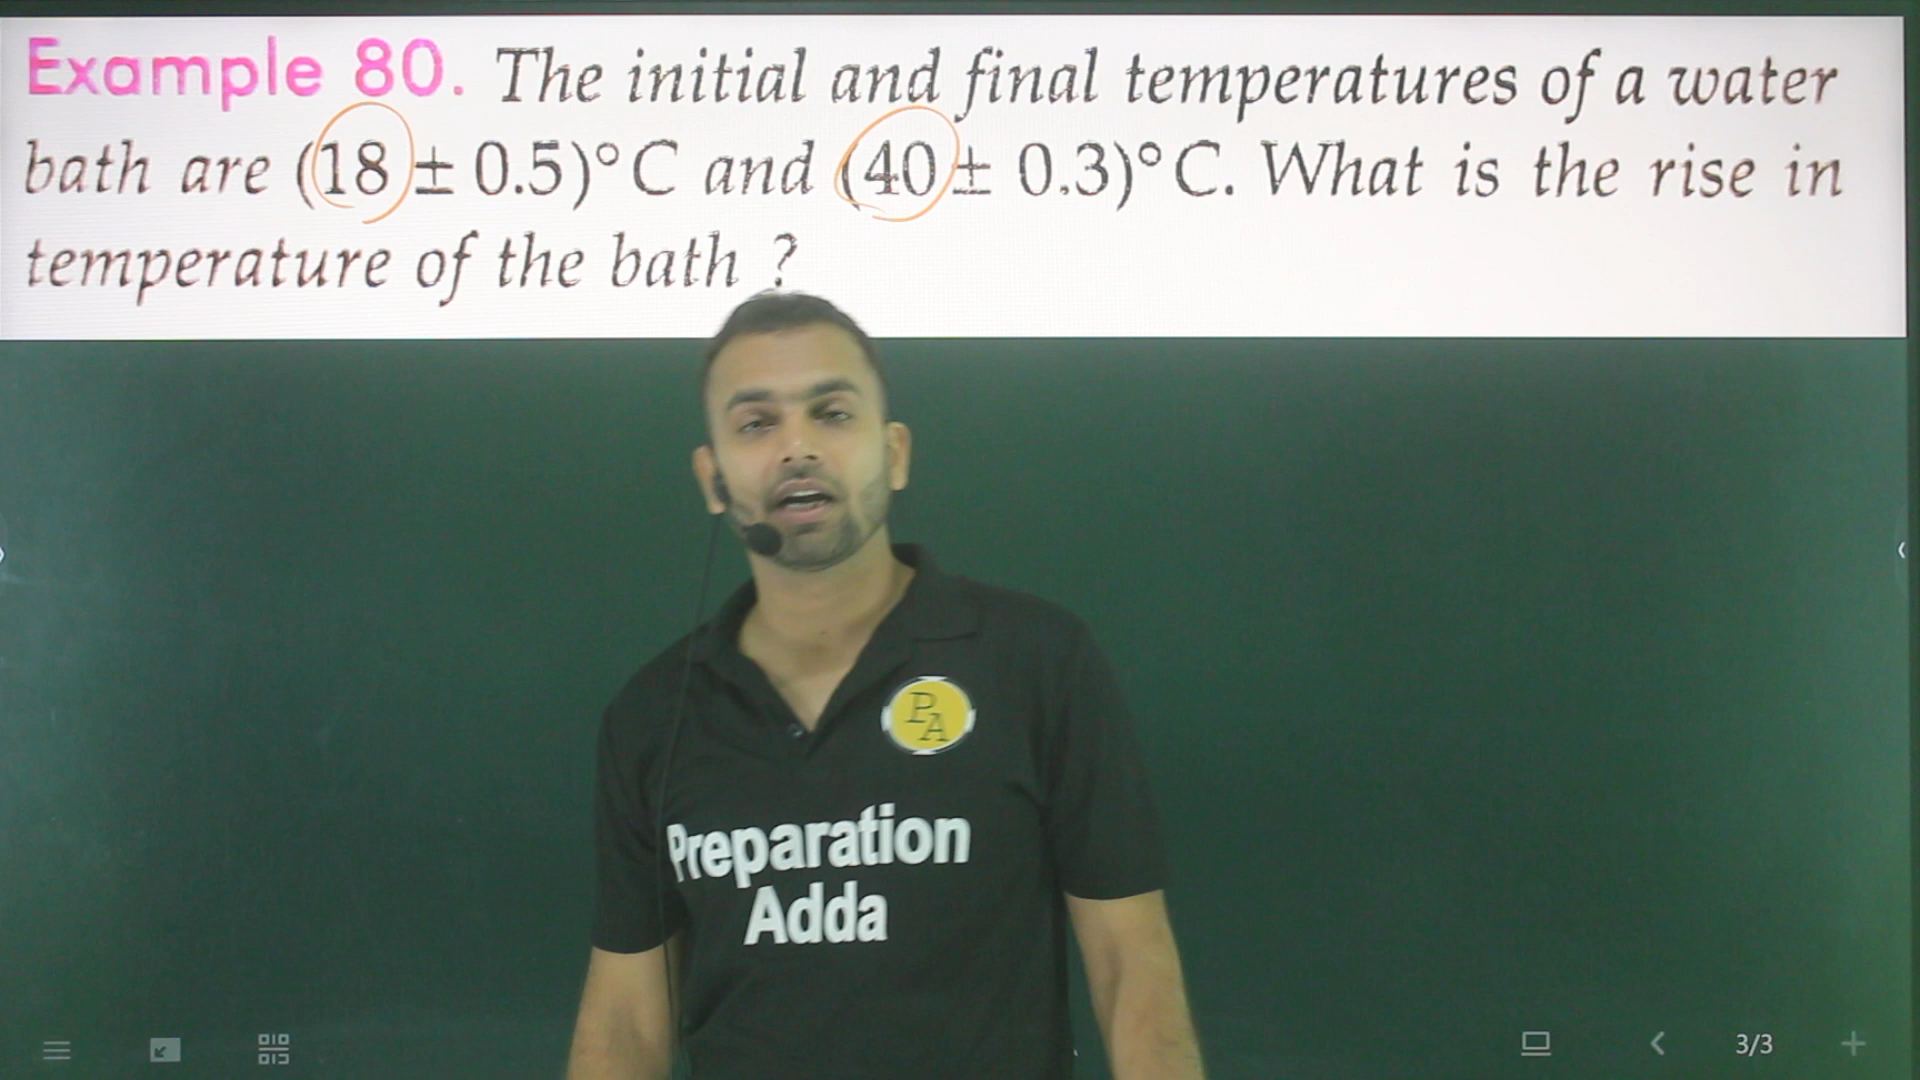 Example 80. The initial and final temperatures of a water
bath are (18 ± 0.5)°C and (40 ± 0.3)°C. What is the rise in
temperature of the bath ?
PA
Preparation
Adda
3/3